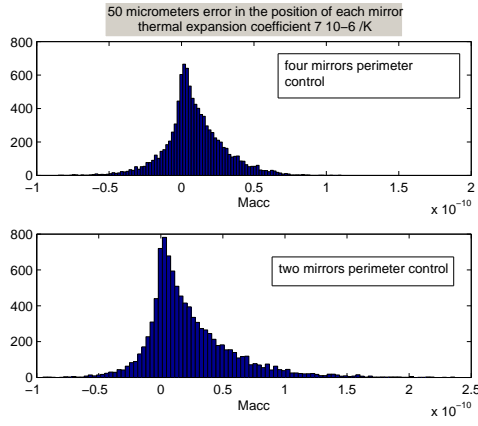 50 micrometers error in the position of each mirror
thermal expansion coefficient 7 10−6 /K
800
600
400
200
0
−1
−0.5
0
0.5
1
1.5
2
x 10−10
Macc
four mirrors perimeter
control
800
600
400
200
0
−1
−0.5
0
0.5
1
1.5
2
2.5
x 10−10
Macc
two mirrors perimeter control